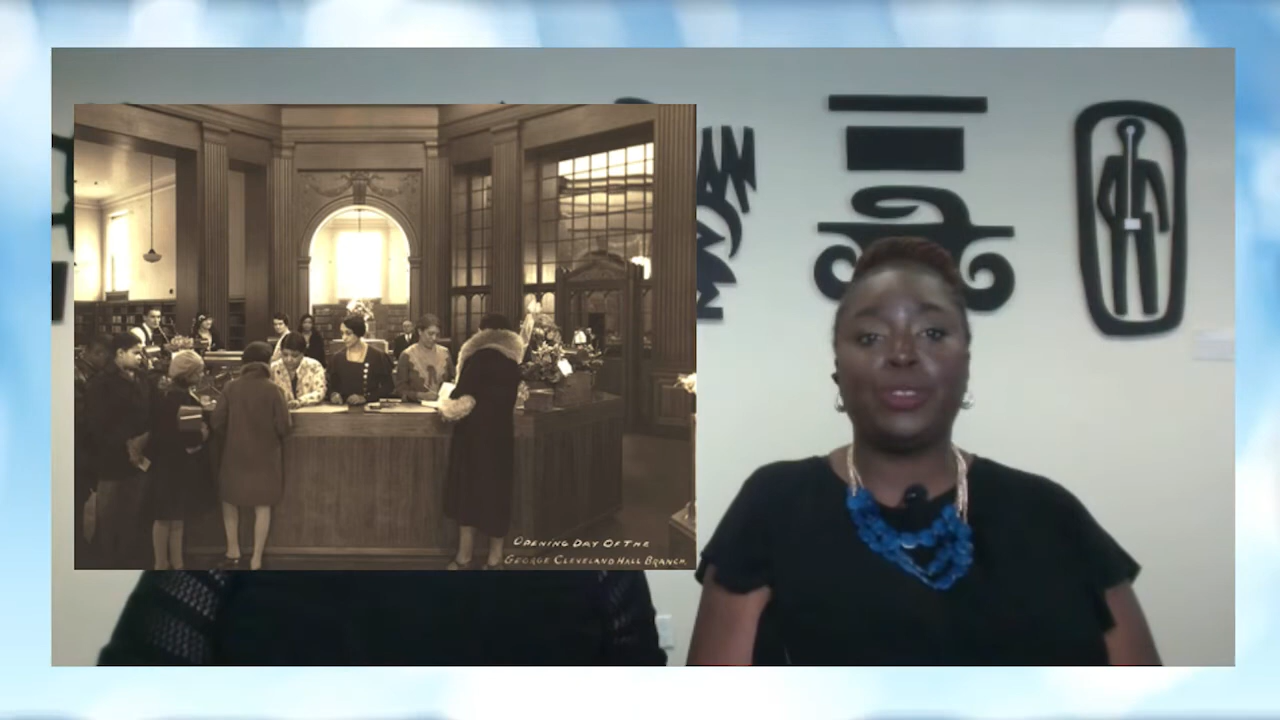 OPENING DAY OF THE
GEORGE CLEVELAND HALL BRANCH.